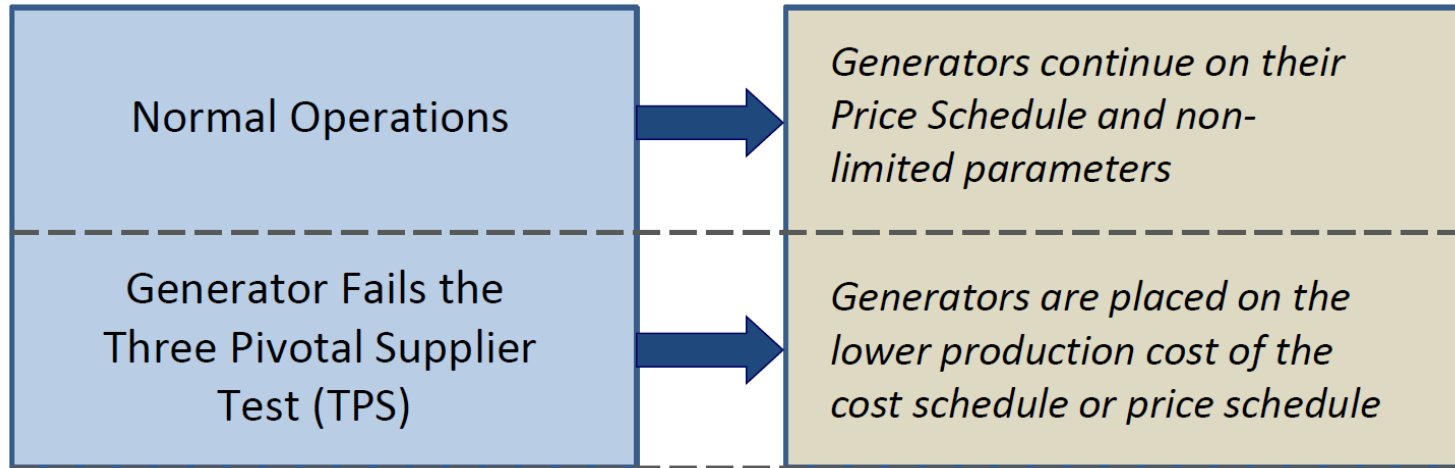 Normal Operations
Generators continue on their
Price Schedule and non-
limited parameters
Generator Fails the
Three Pivotal Supplier
Test (TPS)
Generators are placed on the
lower production cost of the
cost schedule or price schedule